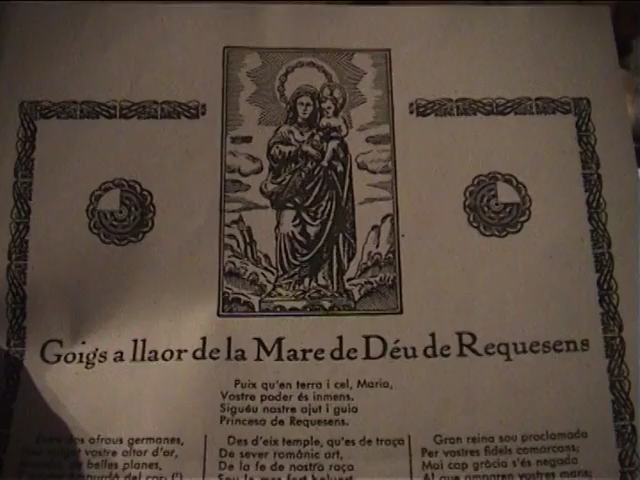 Goigs a llaor de la Mare de Déu de Requesens
Puix qu'en terra i cel, Maria,
Vostre poder és inmens.
Siguéu nostre ajut i guia
Princesa de Requesens.
afrous germanes,
vostre altar d'or,
belles planes,
Des d'eix temple, qu'es de traça
De sever romànic art,
De la fe de nostra raça
Gran reina sou proclamada
Per vostres fidels comarcans;
Mai cap gràcia s'és negada